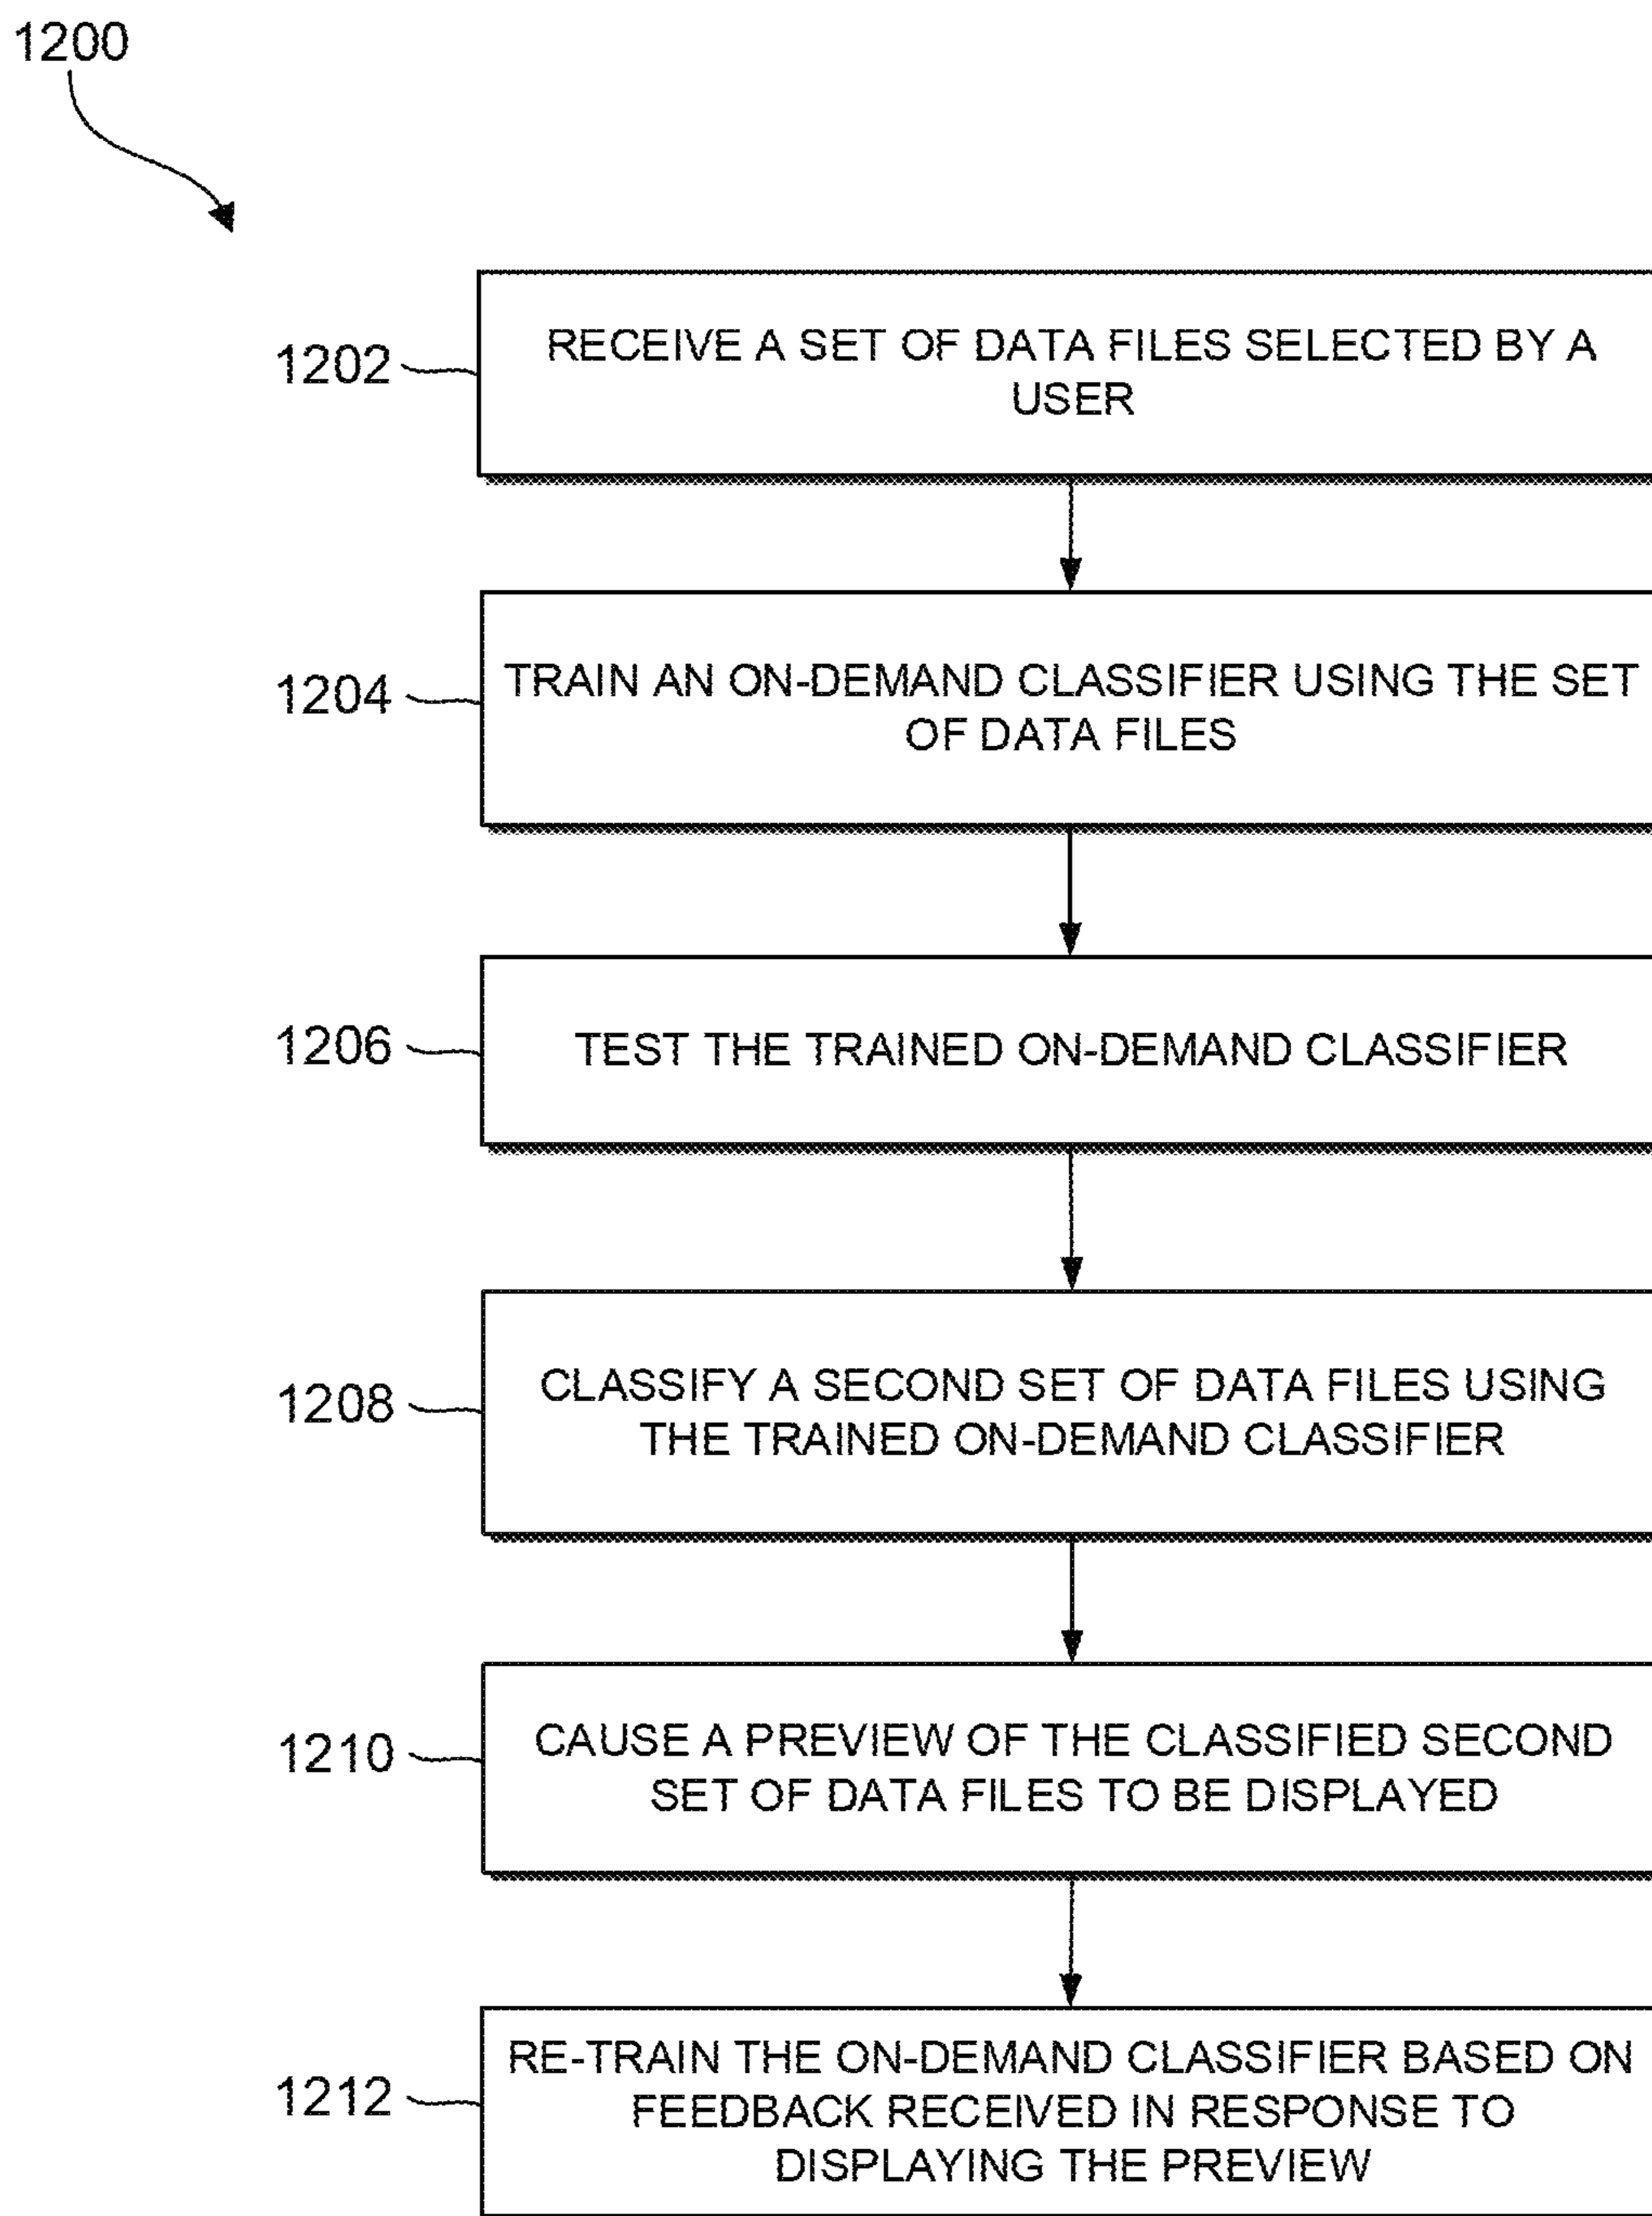 1200
1202
RECEIVE A SET OF DATA FILES SELECTED BY A
USER
1204
TRAIN AN ON-DEMAND CLASSIFIER USING THE SET
OF DATA FILES
1206
TEST THE TRAINED ON-DEMAND CLASSIFIER
1208
CLASSIFY A SECOND SET OF DATA FILES USING
THE TRAINED ON-DEMAND CLASSIFIER
1210
CAUSE A PREVIEW OF THE CLASSIFIED SECOND
SET OF DATA FILES TO BE DISPLAYED
1212
RE-TRAIN THE ON-DEMAND CLASSIFIER BASED ON
FEEDBACK RECEIVED IN RESPONSE TO
DISPLAYING THE PREVIEW